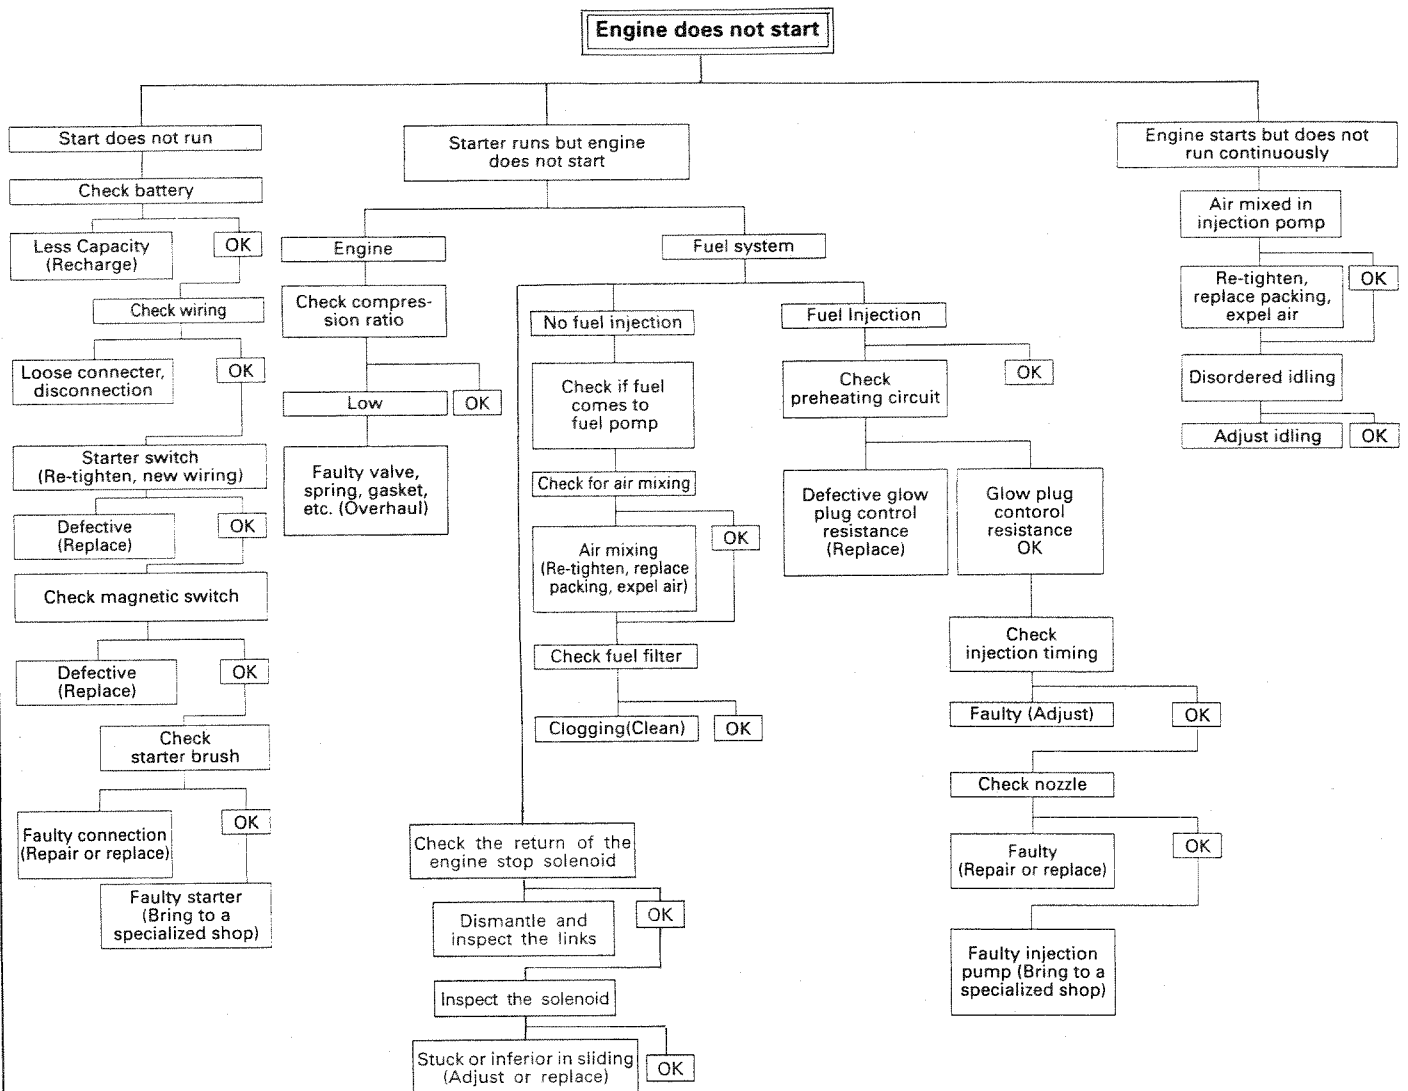 Engine does not start
Start does not run
Check battery
Less Capacity
(Recharge)
OK
Check wiring
Loose connecter,
disconnection
OK
Starter switch
(Re-tighten, new wiring)
Defective
(Replace)
OK
Check magnetic switch
Defective
(Replace)
OK
Check
starter brush
Faulty connection
(Repair or replace)
OK
Faulty starter
(Bring to a
specialized shop)
Starter runs but engine
does not start
Engine
Check compres-
sion ratio
Low
OK
Faulty valve,
spring, gasket,
etc. (Overhaul)
Fuel system
No fuel injection
Check if fuel
comes to
fuel pomp
Check for air mixing
Air mixing
(Re-tighten, replace
packing, expel air)
OK
Check fuel filter
Clogging(Clean)
OK
Check the return of the
engine stop solenoid
Dismantle and
inspect the links
OK
Inspect the solenoid
Stuck or inferior in sliding
(Adjust or replace)
OK
Fuel Injection
Check
preheating circuit
OK
Defective glow
plug control
resistance
(Replace)
Glow plug
contorol
resistance
OK
Check
injection timing
Faulty (Adjust)
OK
Check nozzle
Faulty
(Repair or replace)
OK
Faulty injection
pump (Bring to a
specialized shop)
Engine starts but does not
run continuously
Air mixed in
injection pomp
Re-tighten,
replace packing,
expel air
OK
Disordered idling
Adjust idling
OK